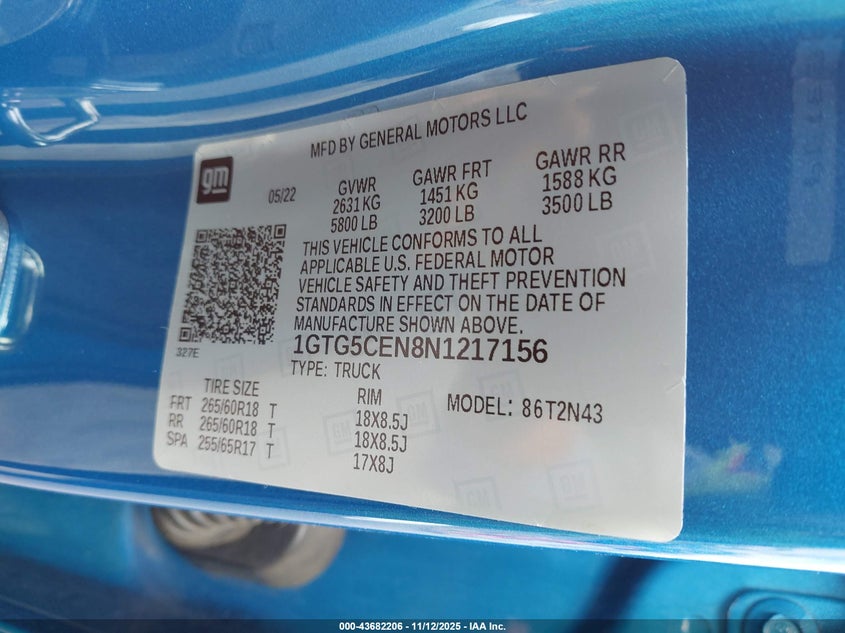 MFD BY GENERAL MOTORS LLC
gm
05/22
GVWR
2631 KG
5800 LB
GAWR FRT
1451 KG
3200 LB
GAWR RR
1588 KG
3500 LB
THIS VEHICLE CONFORMS TO ALL
APPLICABLE U.S. FEDERAL MOTOR
VEHICLE SAFETY AND THEFT PREVENTION
STANDARDS IN EFFECT ON THE DATE OF
MANUFACTURE SHOWN ABOVE.
327E
1GTG5CEN8N1217156
TYPE: TRUCK
TIRE SIZE RIM MODEL: 86T2N43
FRT 265/60R18 T 18X8.5J
RR 265/60R18 T 18X8.5J
SPA 255/65R17 T 17X8J
000-43682206 - 11/12/2025 - IAA Inc.